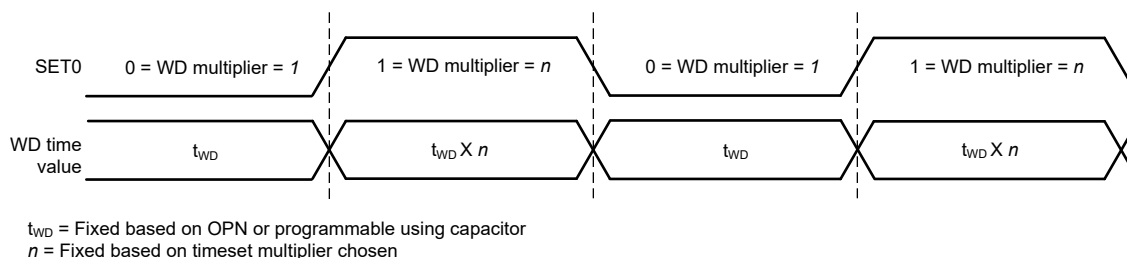 SET0
0 = WD multiplier = 1
1 = WD multiplier = n
0 = WD multiplier = 1
1 = WD multiplier = n
WD time
value
tWD
tWD X n
tWD
tWD X n
tWD = Fixed based on OPN or programmable using capacitor
n = Fixed based on timeset multiplier chosen